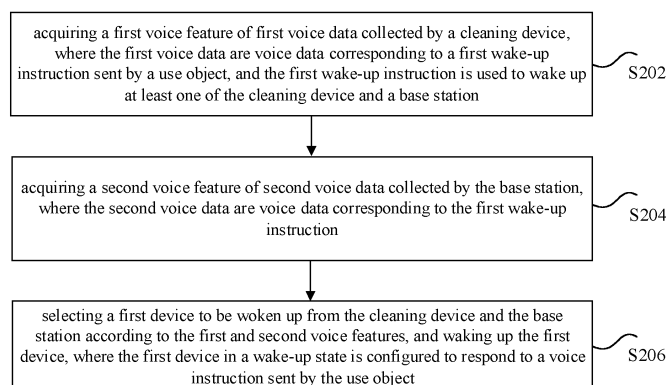 acquiring a first voice feature of first voice data collected by a cleaning device,
where the first voice data are voice data corresponding to a first wake-up
instruction sent by a use object, and the first wake-up instruction is used to wake up
at least one of the cleaning device and a base station
S202
acquiring a second voice feature of second voice data collected by the base station,
where the second voice data are voice data corresponding to the first wake-up
instruction
S204
selecting a first device to be woken up from the cleaning device and the base
station according to the first and second voice features, and waking up the first
device, where the first device in a wake-up state is configured to respond to a voice
instruction sent by the use object
S206